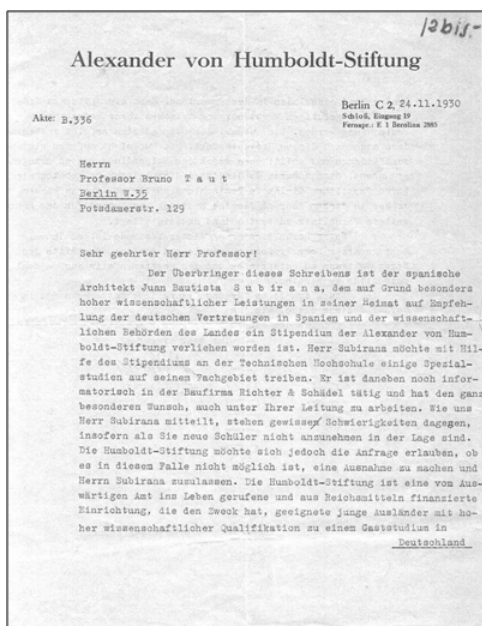 12bis.-
Alexander von Humboldt-Stiftung
Berlin C 2, 24.11.1930
Schloß, Eingang 19
Fernspr.: E 1 Berolina 2885
Akte: B.336
Herrn
Professor Bruno T a u t
Berlin W.35
Potsdamerstr. 129
Sehr geehrter Herr Professor!
Der Überbringer dieses Schreibens ist der spanische
Architekt Juan Bautista S u b i r a n a, dem auf Grund besonders
hoher wissenschaftlicher Leistungen in seiner Heimat auf Empfeh-
lung der deutschen Vertretungen in Spanien und der wissenschaft-
lichen Behörden des Landes ein Stipendium der Alexander von Hum-
boldt-Stiftung verliehen worden ist. Herr Subirana möchte mit Hil-
fe des Stipendiums an der Technischen Hochschule einige Spezial-
studien auf seinem Fachgebiet treiben. Er ist daneben noch infor-
matorisch in der Baufirma Richter & Schädel tätig und hat den ganz
besonderen Wunsch, auch unter Ihrer Leitung zu arbeiten. Wie uns
Herr Subirana mitteilt, stehen gewisse Schwierigkeiten dagegen,
insofern als Sie neue Schüler nicht anzunehmen in der Lage sind.
Die Humboldt-Stiftung möchte sich jedoch die Anfrage erlauben, ob
es in diesem Falle nicht möglich ist, eine Ausnahme zu machen und
Herrn Subirana zuzulassen. Die Humboldt-Stiftung ist eine vom Aus-
wärtigen Amt ins Leben gerufene und aus Reichsmitteln finanzierte
Einrichtung, die den Zweck hat, geeignete junge Ausländer mit ho-
her wissenschaftlicher Qualifikation zu einem Gaststudium in
Deutschland